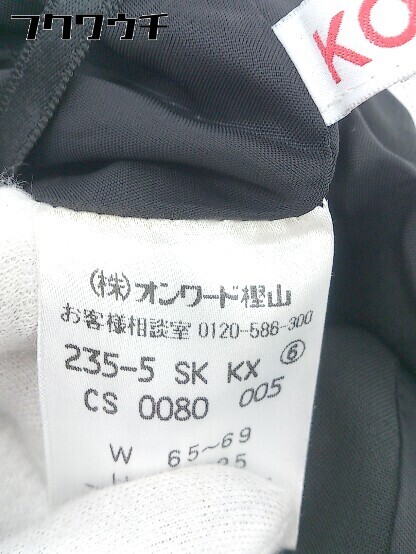 フクワウチ
KO
(株)オンワード樫山
お客様相談室 0120-586-300
235-5 SK KX ⑥
CS 0080 005
W 65~69